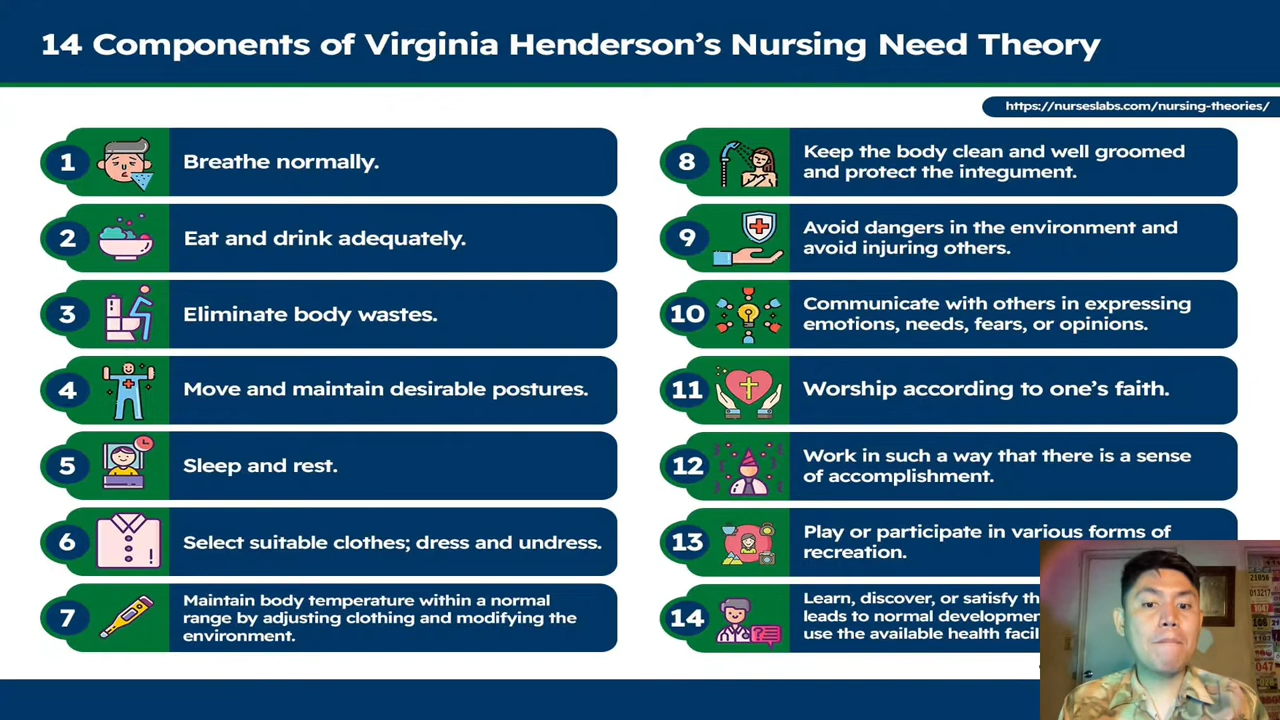 14 Components of Virginia Henderson's Nursing Need Theory
https://nurseslabs.com/nursing-theories/
1
Breathe normally.
2
Eat and drink adequately.
3
Eliminate body wastes.
4
Move and maintain desirable postures.
5
Sleep and rest.
6
Select suitable clothes; dress and undress.
7
Maintain body temperature within a normal
range by adjusting clothing and modifying the
environment.
8
Keep the body clean and well groomed
and protect the integument.
9
Avoid dangers in the environment and
avoid injuring others.
10
Communicate with others in expressing
emotions, needs, fears, or opinions.
11
Worship according to one's faith.
12
Work in such a way that there is a sense
of accomplishment.
13
Play or participate in various forms of
recreation.
14
Learn, discover, or satisfy
leads to normal
use the available health
21056
013217
1047
106
1103
047